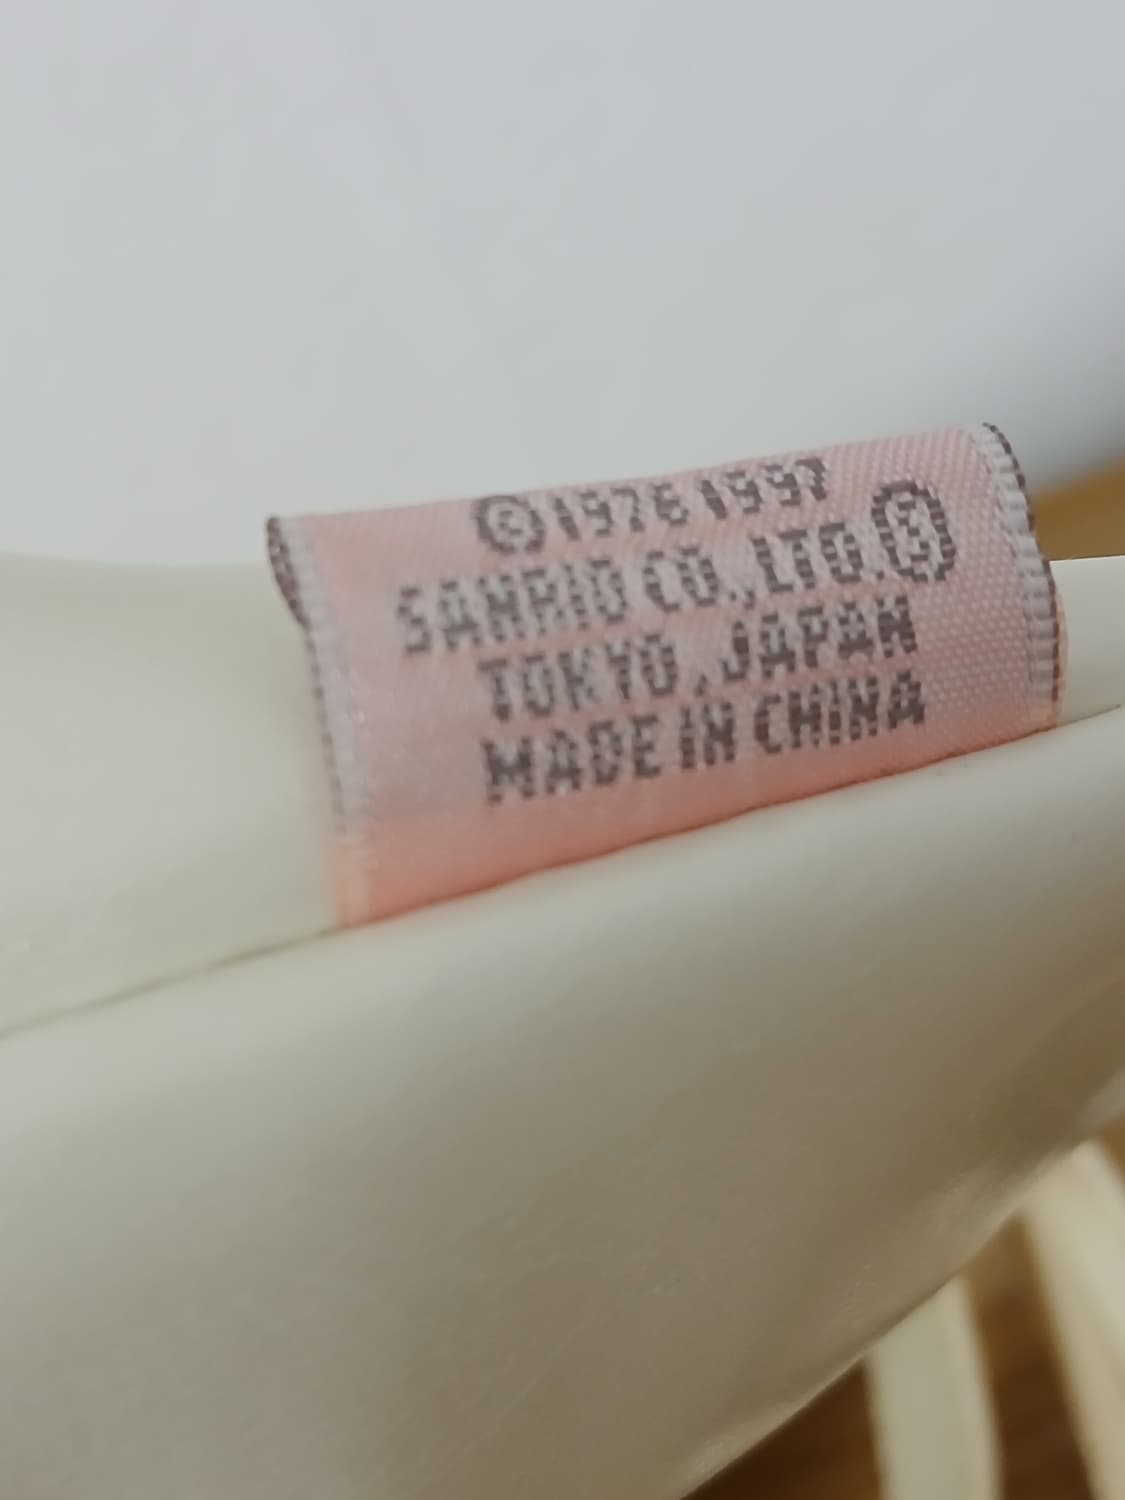 © 1976 1997
SANRIO CO.,LTD.Ⓢ
TOKYO,JAPAN
MADE IN CHINA